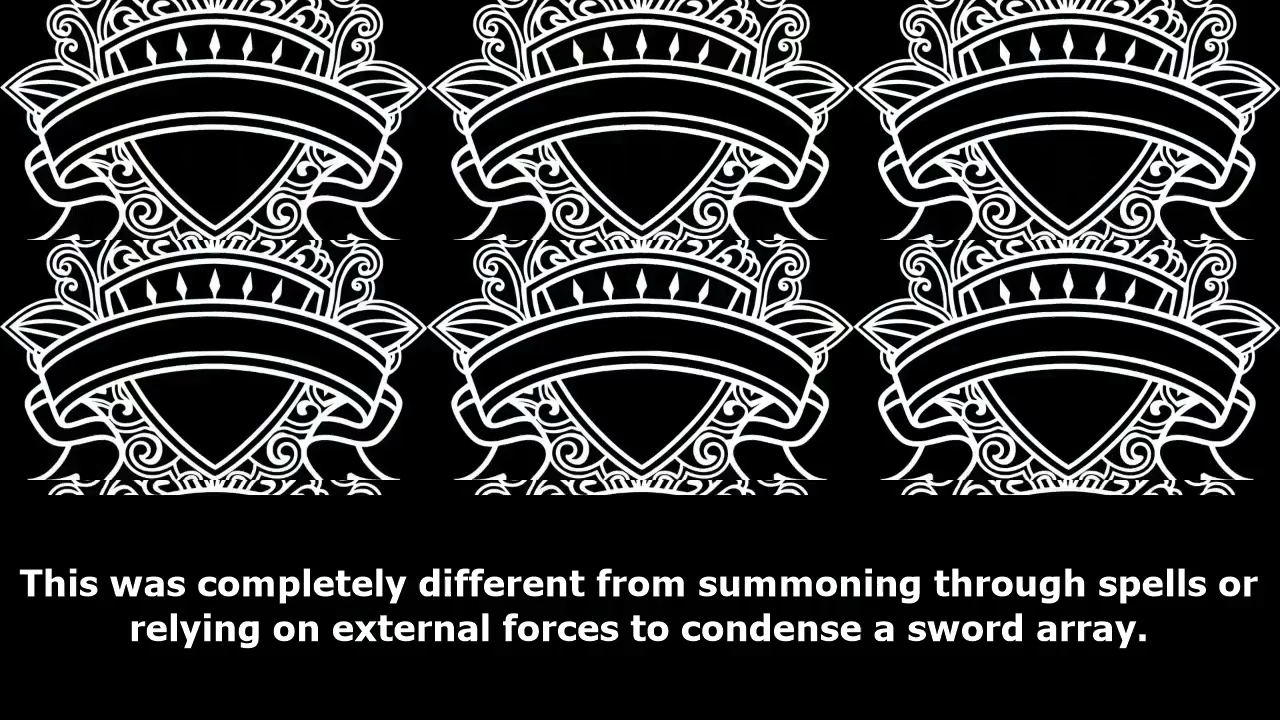 This was completely different from summoning through spells or
relying on external forces to condense a sword array.